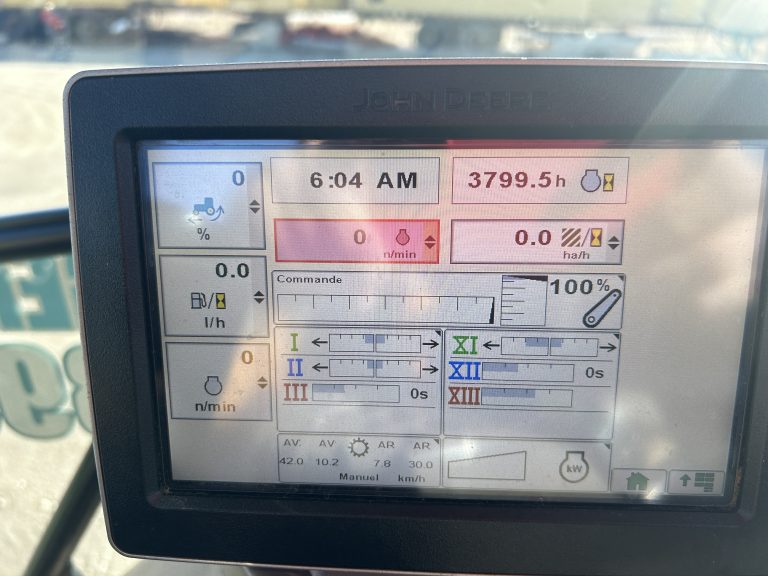 JOHN DEERE
0
%
6:04 AM
3799.5 h
0
n/min
0.0
ha/h
0.0
l/h
Commande
100%
0
n/min
I
II
III 0s
XI
XII 0s
XIII
AV. AV AR AR
42.0 10.2 7.8 30.0
Manuel km/h
kW